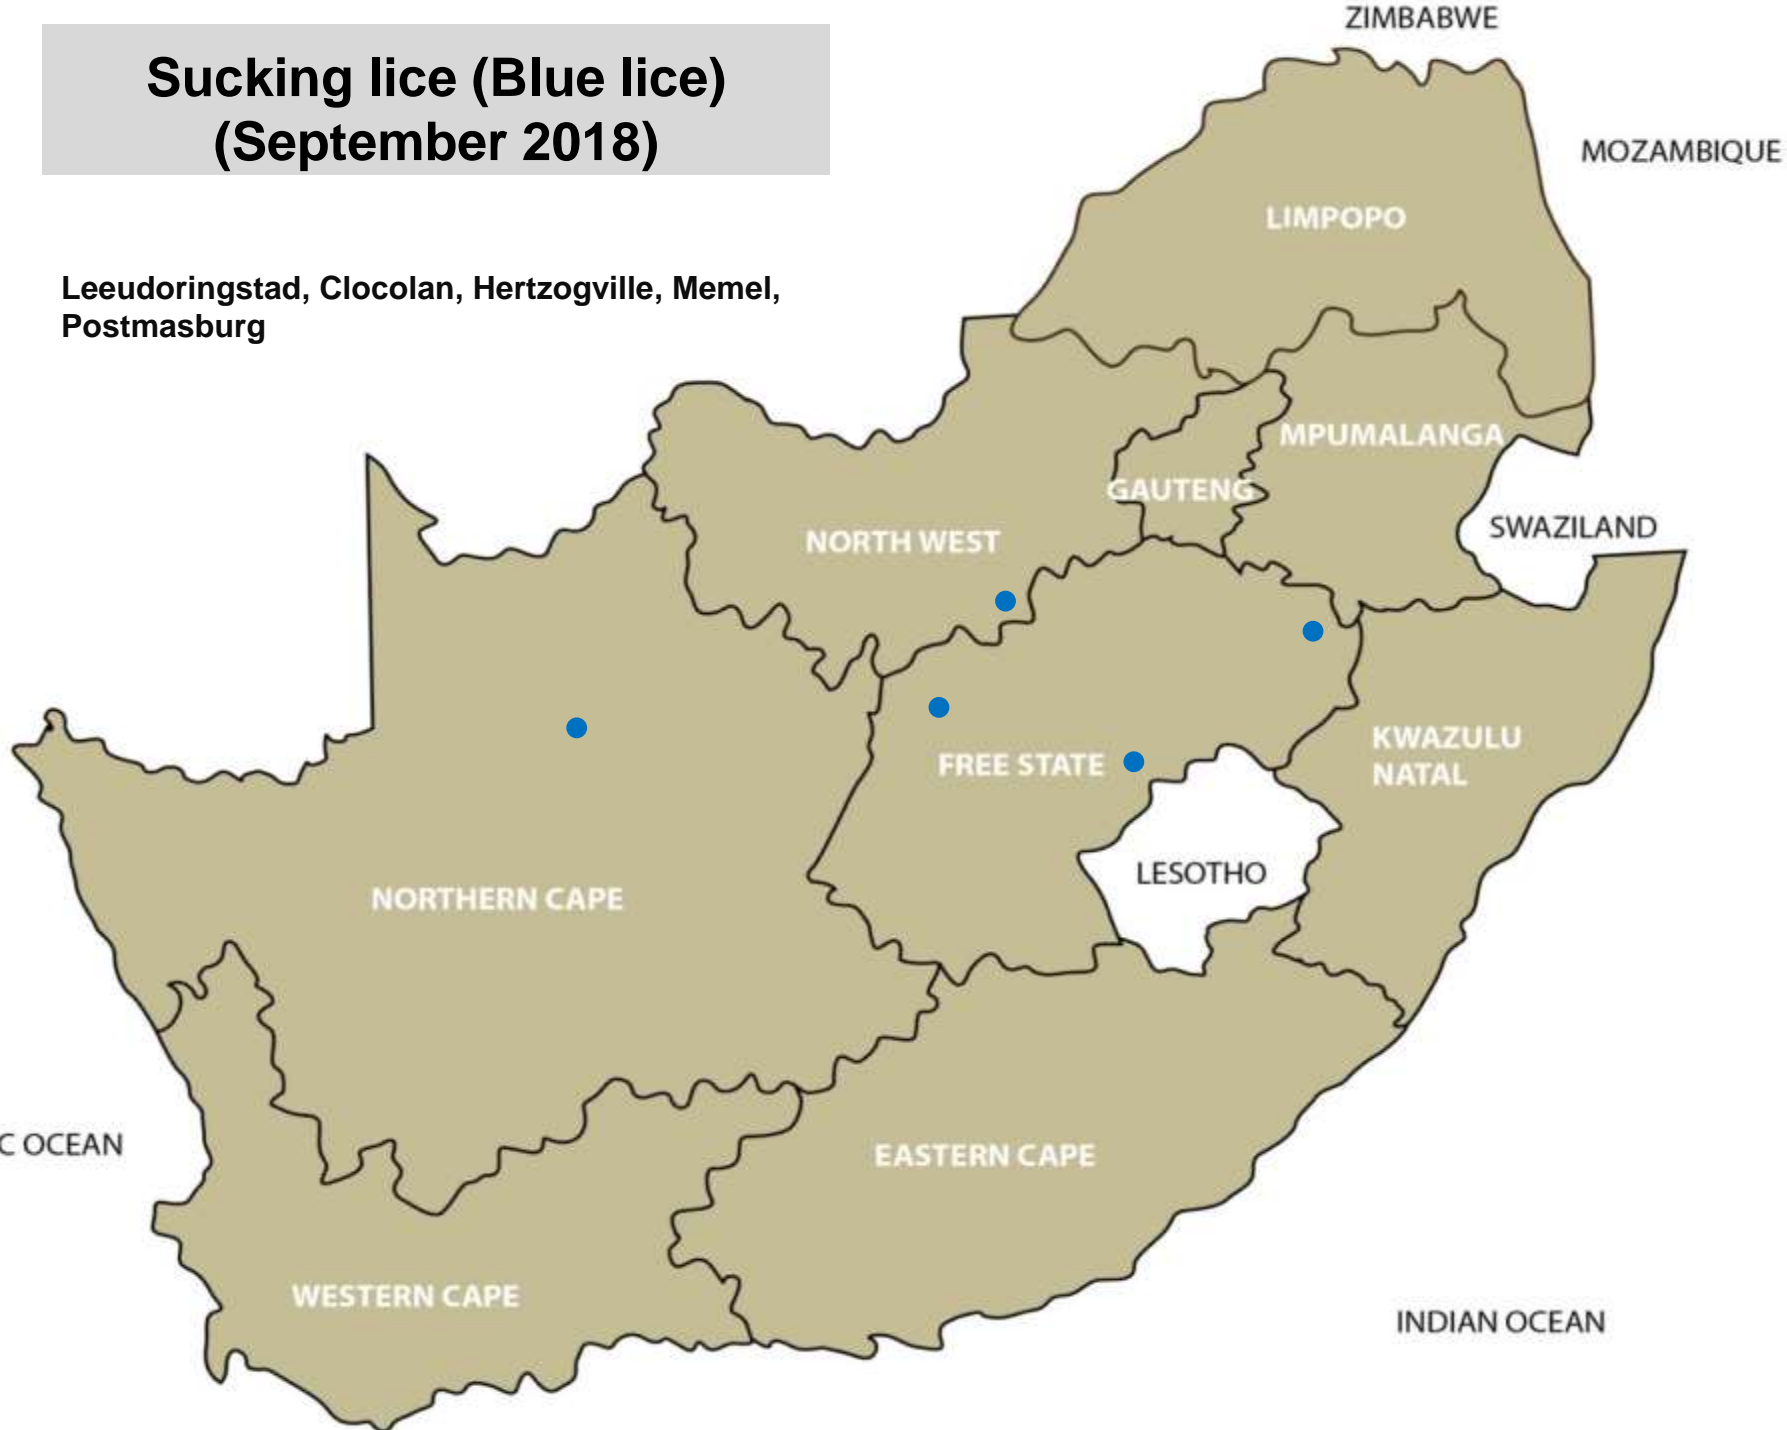 ZIMBABWE
Sucking lice (Blue lice)
(September 2018)
MOZAMBIQUE
LIMPOPO
Leeudoringstad, Clocolan, Hertzogville, Memel,
Postmasburg
MPUMALANGA
GAUTENG
SWAZILAND
NORTH WEST
KWAZULU
NATAL
FREE STATE
LESOTHO
NORTHERN CAPE
C OCEAN
EASTERN CAPE
WESTERN CAPE
INDIAN OCEAN